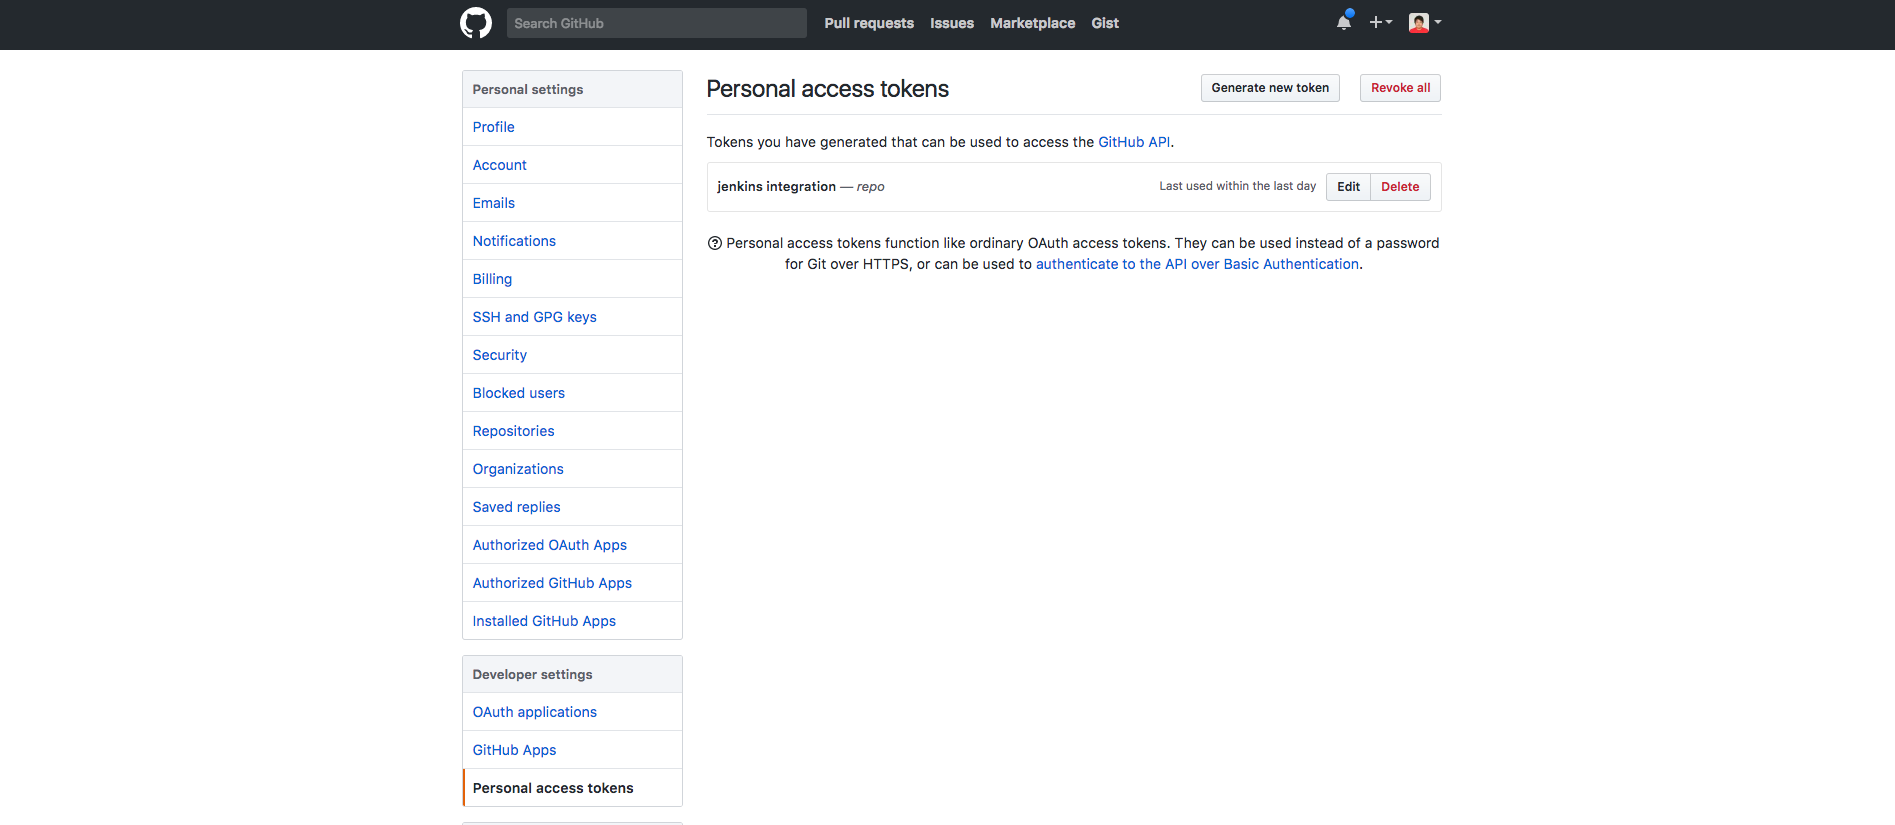 Search GitHub
Pull requests
Issues
Marketplace
Gist
Personal settings
Profile
Account
Emails
Notifications
Billing
SSH and GPG keys
Security
Blocked users
Repositories
Organizations
Saved replies
Authorized OAuth Apps
Authorized GitHub Apps
Installed GitHub Apps
Developer settings
OAuth applications
GitHub Apps
Personal access tokens
Personal access tokens
Generate new token
Revoke all
Tokens you have generated that can be used to access the GitHub API.
jenkins integration — repo
Last used within the last day
Edit
Delete
Personal access tokens function like ordinary OAuth access tokens. They can be used instead of a password
for Git over HTTPS, or can be used to authenticate to the API over Basic Authentication.